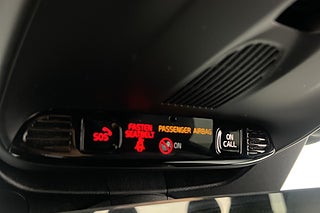 SOS
FASTEN
SEATBELT
PASSENGER AIRBAG
ON
ON
CALL